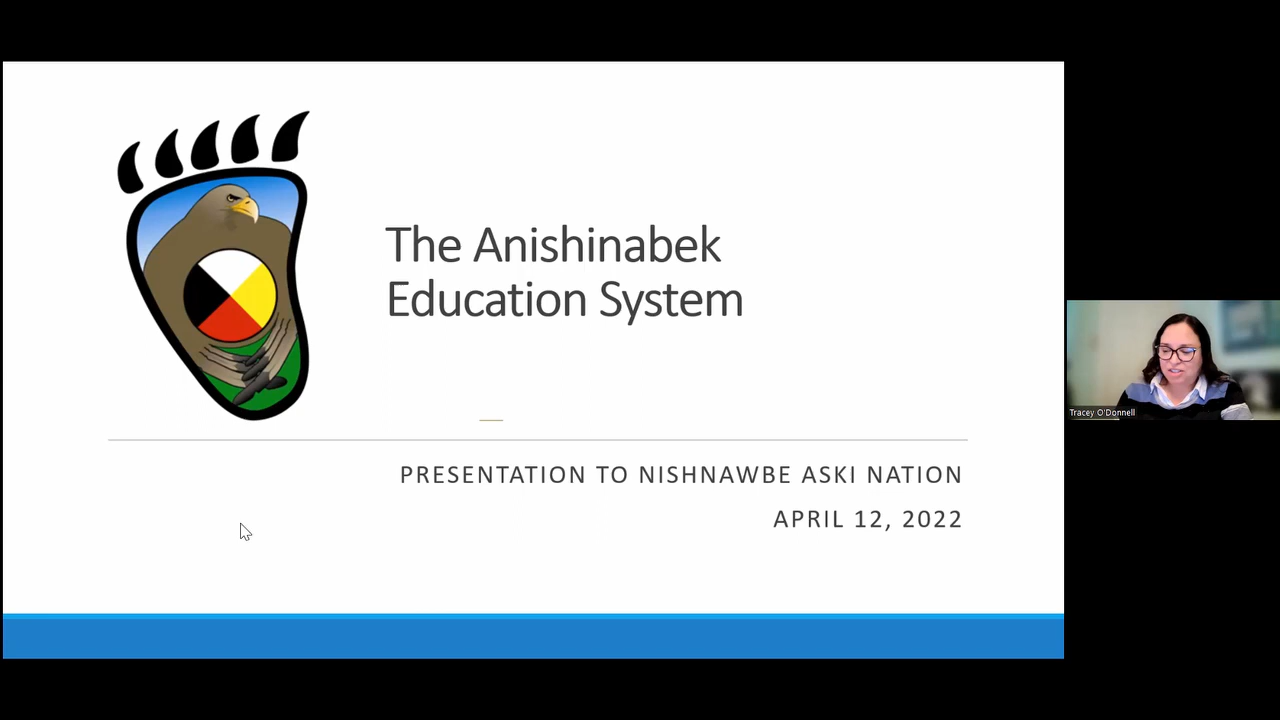 The Anishinabek
Education System
PRESENTATION TO NISHNAWBE ASKI NATION
APRIL 12, 2022
Tracey O'Donnell